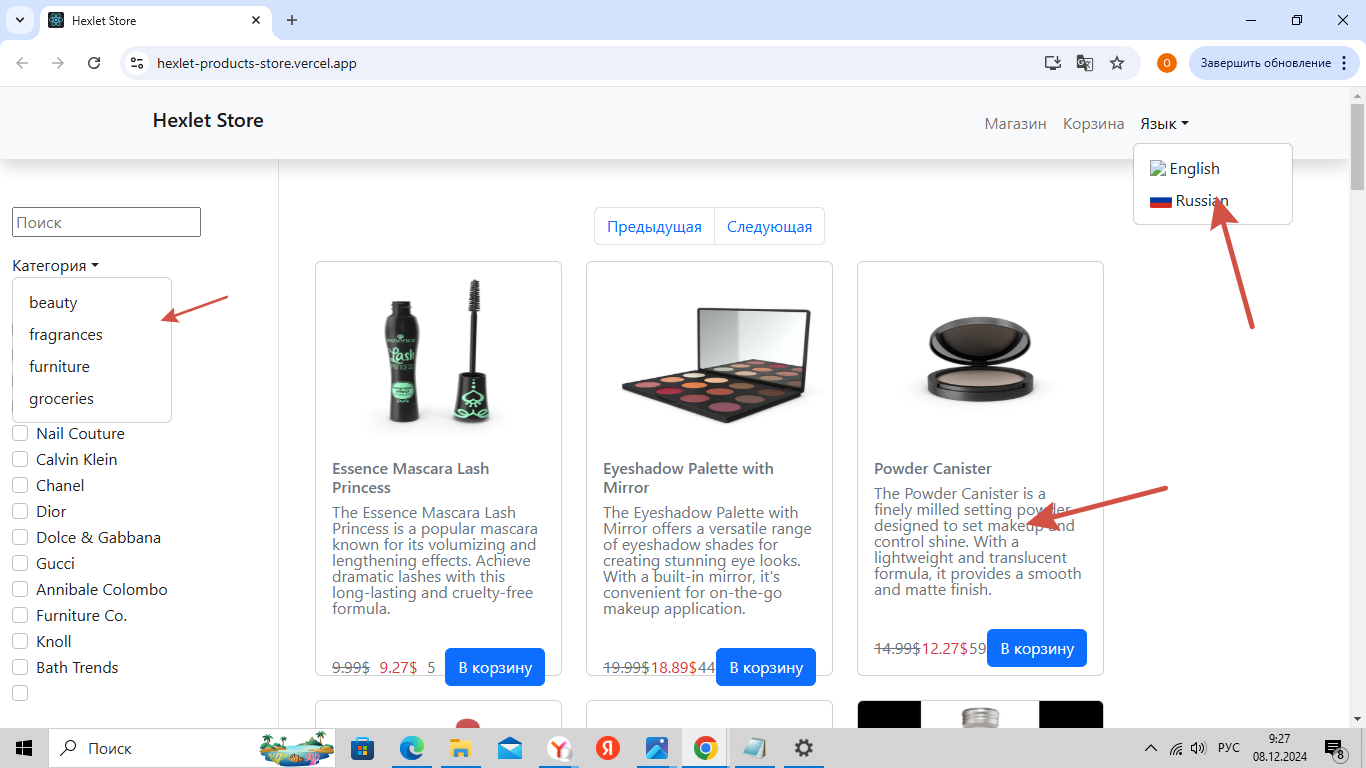 Hexlet Store
hexlet-products-store.vercel.app
О
Завершить обновление
Hexlet Store
Магазин
Корзина
Язык
English
Russian
Поиск
Категория
beauty
fragrances
furniture
groceries
Nail Couture
Calvin Klein
Chanel
Dior
Dolce & Gabbana
Gucci
Annibale Colombo
Furniture Co.
Knoll
Bath Trends
Предыдущая
Следующая
essence
Lash
PRINCESS
Essence Mascara Lash
Princess
The Essence Mascara Lash
Princess is a popular mascara
known for its volumizing and
lengthening effects. Achieve
dramatic lashes with this
long-lasting and cruelty-free
formula.
9.99$ 9.27$ 5
В корзину
Eyeshadow Palette with
Mirror
The Eyeshadow Palette with
Mirror offers a versatile range
of eyeshadow shades for
creating stunning eye looks.
With a built-in mirror, it's
convenient for on-the-go
makeup application.
19.99$18.89$44
В корзину
Powder Canister
The Powder Canister is a
finely milled setting powder
designed to set makeup and
control shine. With a
lightweight and translucent
formula, it provides a smooth
and matte finish.
14.99$12.27$59
В корзину
Поиск
Я
РУС
9:27
08.12.2024
8